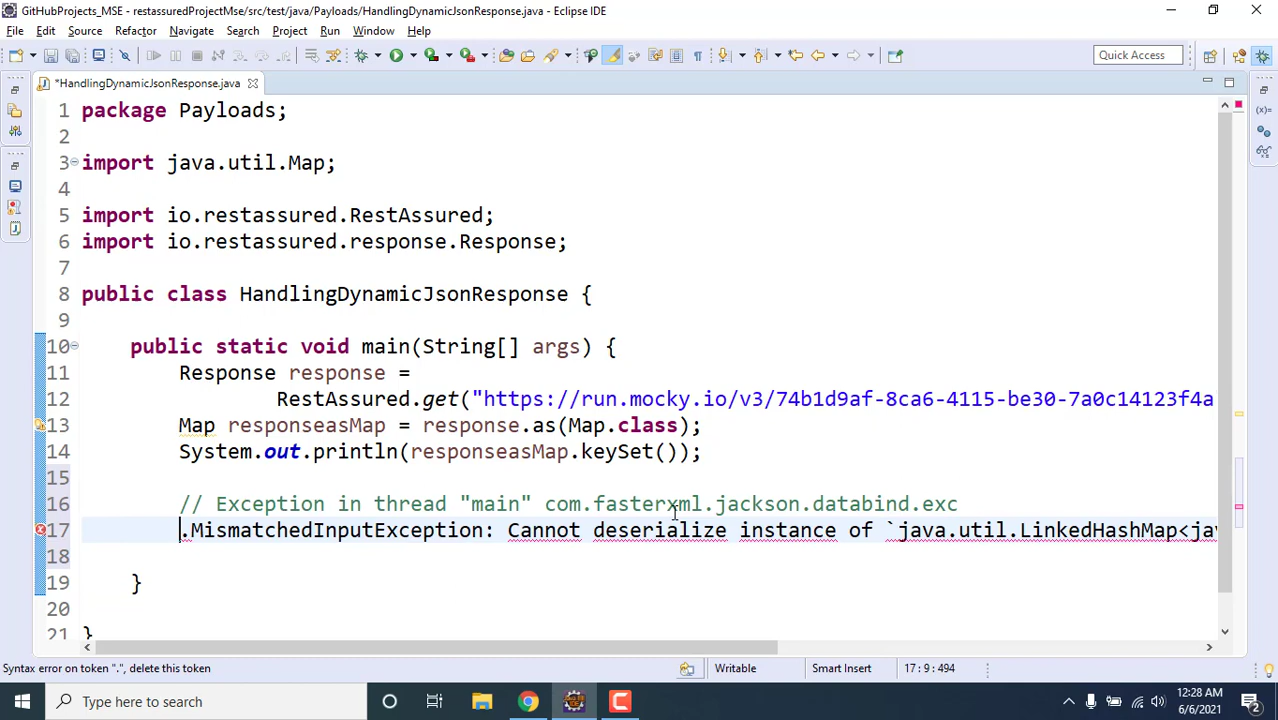 GitHubProjects_MSE - restassuredProjectMse/src/test/java/Payloads/HandlingDynamicJsonResponse.java - Eclipse IDE
File Edit Source Refactor Navigate Search Project Run Window Help
Quick Access
*HandlingDynamicJsonResponse.java
1 package Payloads;
2
3 import java.util.Map;
4
5 import io.restassured.RestAssured;
6 import io.restassured.response.Response;
7
8 public class HandlingDynamicJsonResponse {
9
10 public static void main(String[] args) {
11 Response response =
12 RestAssured.get("https://run.mocky.io/v3/74b1d9af-8ca6-4115-be30-7a0c14123f4a
13 Map responseasMap = response.as(Map.class);
14 System.out.println(responseasMap.keySet());
15
16 // Exception in thread "main" com.fasterxml.jackson.databind.exc
17 .MismatchedInputException: Cannot deserialize instance of `java.util.LinkedHashMap<jav
18
19 }
20
21 }
Syntax error on token ".", delete this token
Writable
Smart Insert
17 : 9 : 494
Type here to search
12:28 AM
6/6/2021
2